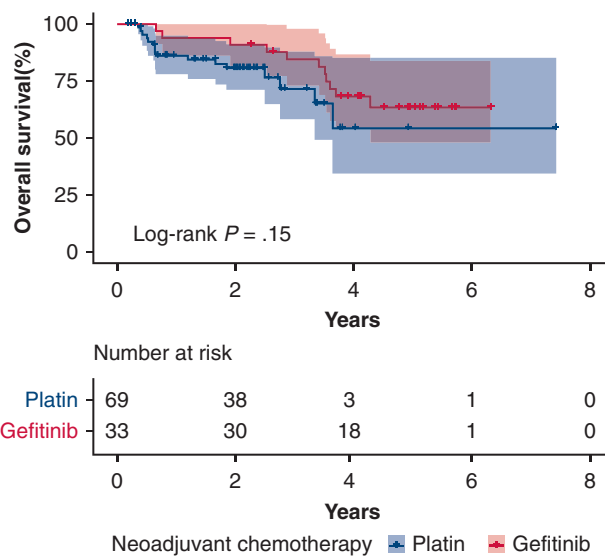 100
75
50
25
0
Overall survival(%)
Log-rank P = .15
0 2 4 6 8
Years
Number at risk
Platin 69 38 3 1 0
Gefitinib 33 30 18 1 0
0 2 4 6 8
Years
Neoadjuvant chemotherapy Platin Gefitinib